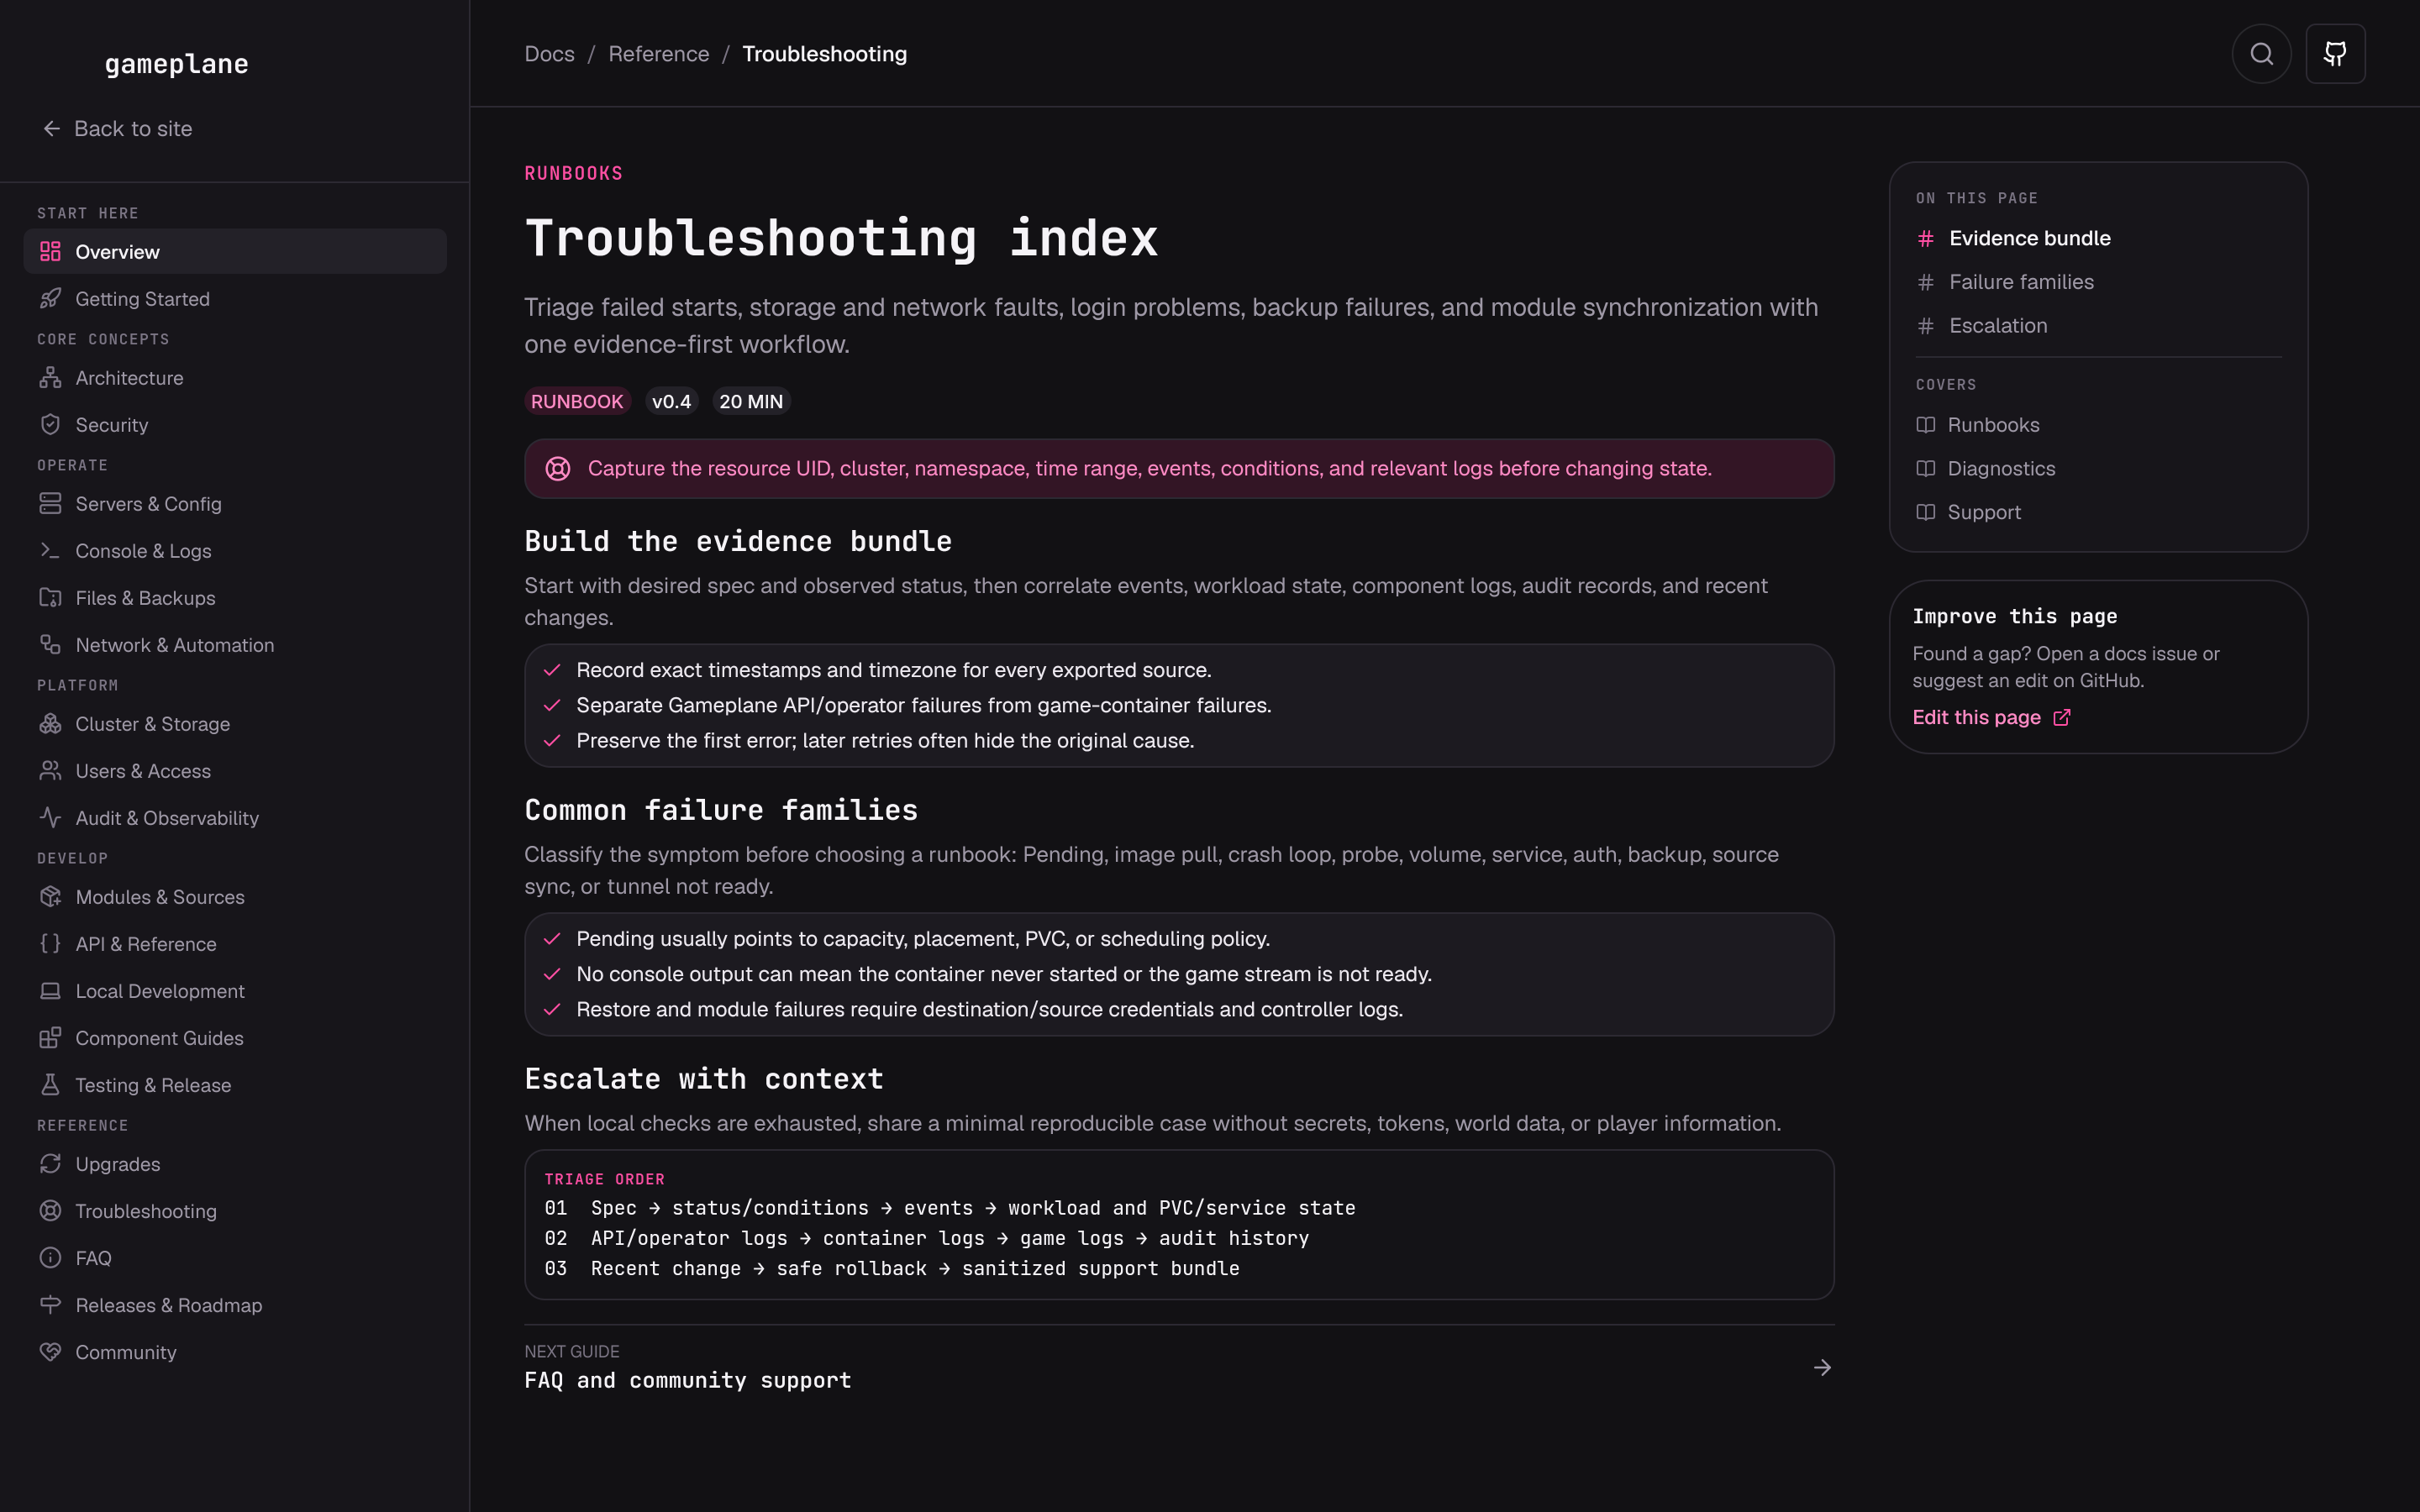 gameplane
Back to site
START HERE
Overview
Getting Started
CORE CONCEPTS
Architecture
Security
OPERATE
Servers & Config
Console & Logs
Files & Backups
Network & Automation
PLATFORM
Cluster & Storage
Users & Access
Audit & Observability
DEVELOP
Modules & Sources
API & Reference
Local Development
Component Guides
Testing & Release
REFERENCE
Upgrades
Troubleshooting
FAQ
Releases & Roadmap
Community
Docs / Reference / Troubleshooting
RUNBOOKS
Troubleshooting index
Triage failed starts, storage and network faults, login problems, backup failures, and module synchronization with
one evidence-first workflow.
RUNBOOK v0.4 20 MIN
Capture the resource UID, cluster, namespace, time range, events, conditions, and relevant logs before changing state.
Build the evidence bundle
Start with desired spec and observed status, then correlate events, workload state, component logs, audit records, and recent
changes.
Record exact timestamps and timezone for every exported source.
Separate Gameplane API/operator failures from game-container failures.
Preserve the first error; later retries often hide the original cause.
Common failure families
Classify the symptom before choosing a runbook: Pending, image pull, crash loop, probe, volume, service, auth, backup, source
sync, or tunnel not ready.
Pending usually points to capacity, placement, PVC, or scheduling policy.
No console output can mean the container never started or the game stream is not ready.
Restore and module failures require destination/source credentials and controller logs.
Escalate with context
When local checks are exhausted, share a minimal reproducible case without secrets, tokens, world data, or player information.
TRIAGE ORDER
01 Spec → status/conditions → events → workload and PVC/service state
02 API/operator logs → container logs → game logs → audit history
03 Recent change → safe rollback → sanitized support bundle
NEXT GUIDE
FAQ and community support
ON THIS PAGE
# Evidence bundle
# Failure families
# Escalation
COVERS
Runbooks
Diagnostics
Support
Improve this page
Found a gap? Open a docs issue or
suggest an edit on GitHub.
Edit this page